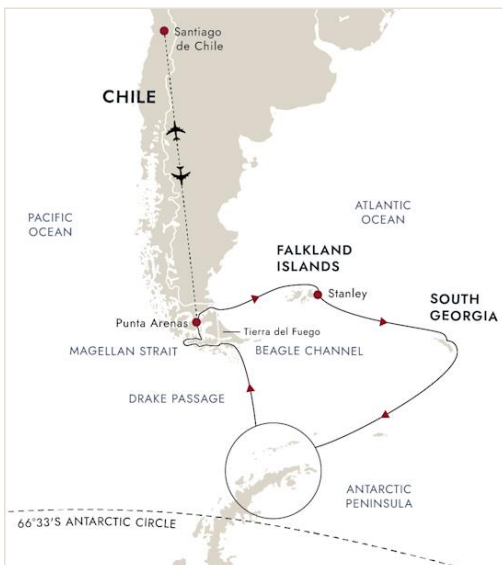 Santiago
de Chile
CHILE
PACIFIC
OCEAN
ATLANTIC
OCEAN
FALKLAND
ISLANDS
Stanley
SOUTH
GEORGIA
Punta Arenas
Tierra del Fuego
MAGELLAN STRAIT
BEAGLE CHANNEL
DRAKE PASSAGE
ANTARCTIC
PENINSULA
66°33'S ANTARCTIC CIRCLE